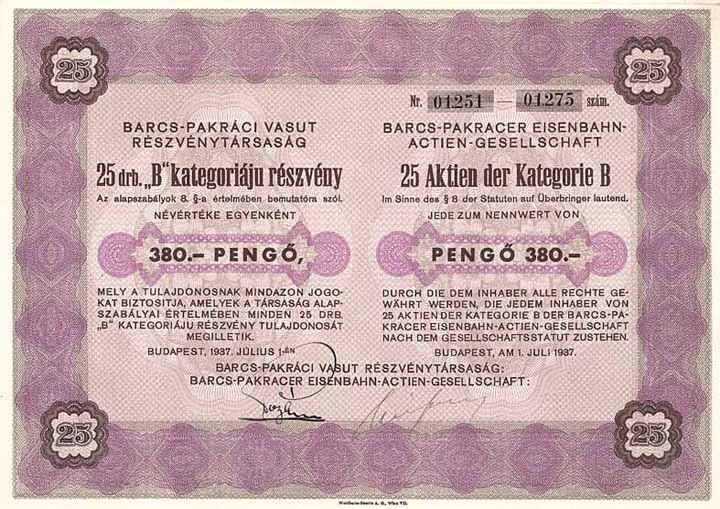 25
25
Nr. 01251 — 01275 szám.
BARCS-PAKRÁCI VASUT
RÉSZVÉNYTÁRSASÁG
25 drb. „B" kategoriáju részvény
Az alapszabályok 8. §-a értelmében bemutatóra szól.
NÉVÉRTÉKE EGYENKÉNT
380.– PENGŐ,
MELY A TULAJDONOSNAK MINDAZON JOGO-
KAT BIZTOSITJA, AMELYEK A TÁRSASÁG ALAP-
SZABÁLYAI ÉRTELMÉBEN MINDEN 25 DRB.
„B" KATEGORIÁJU RÉSZVÉNY TULAJDONOSÁT
MEGILLETIK.
BUDAPEST, 1937. JÚLIUS 1-ÉN
BARCS-PAKRACER EISENBAHN-
ACTIEN-GESELLSCHAFT
25 Aktien der Kategorie B
Im Sinne des § 8 der Statuten auf Überbringer lautend.
JEDE ZUM NENNWERT VON
PENGŐ 380.–
DURCH DIE DEM INHABER ALLE RECHTE GE-
WÄHRT WERDEN, DIE JEDEM INHABER VON
25 AKTIEN DER KATEGORIE B DER BARCS-PA-
KRACER EISENBAHN-ACTIEN-GESELLSCHAFT
NACH DEM GESELLSCHAFTSSTATUT ZUSTEHEN.
BUDAPEST, AM 1. JULI 1937.
BARCS-PAKRÁCI VASUT RÉSZVÉNYTÁRSASÁG:
BARCS-PAKRACER EISENBAHN-ACTIEN-GESELLSCHAFT:
25
25
A. G., Wien VII.